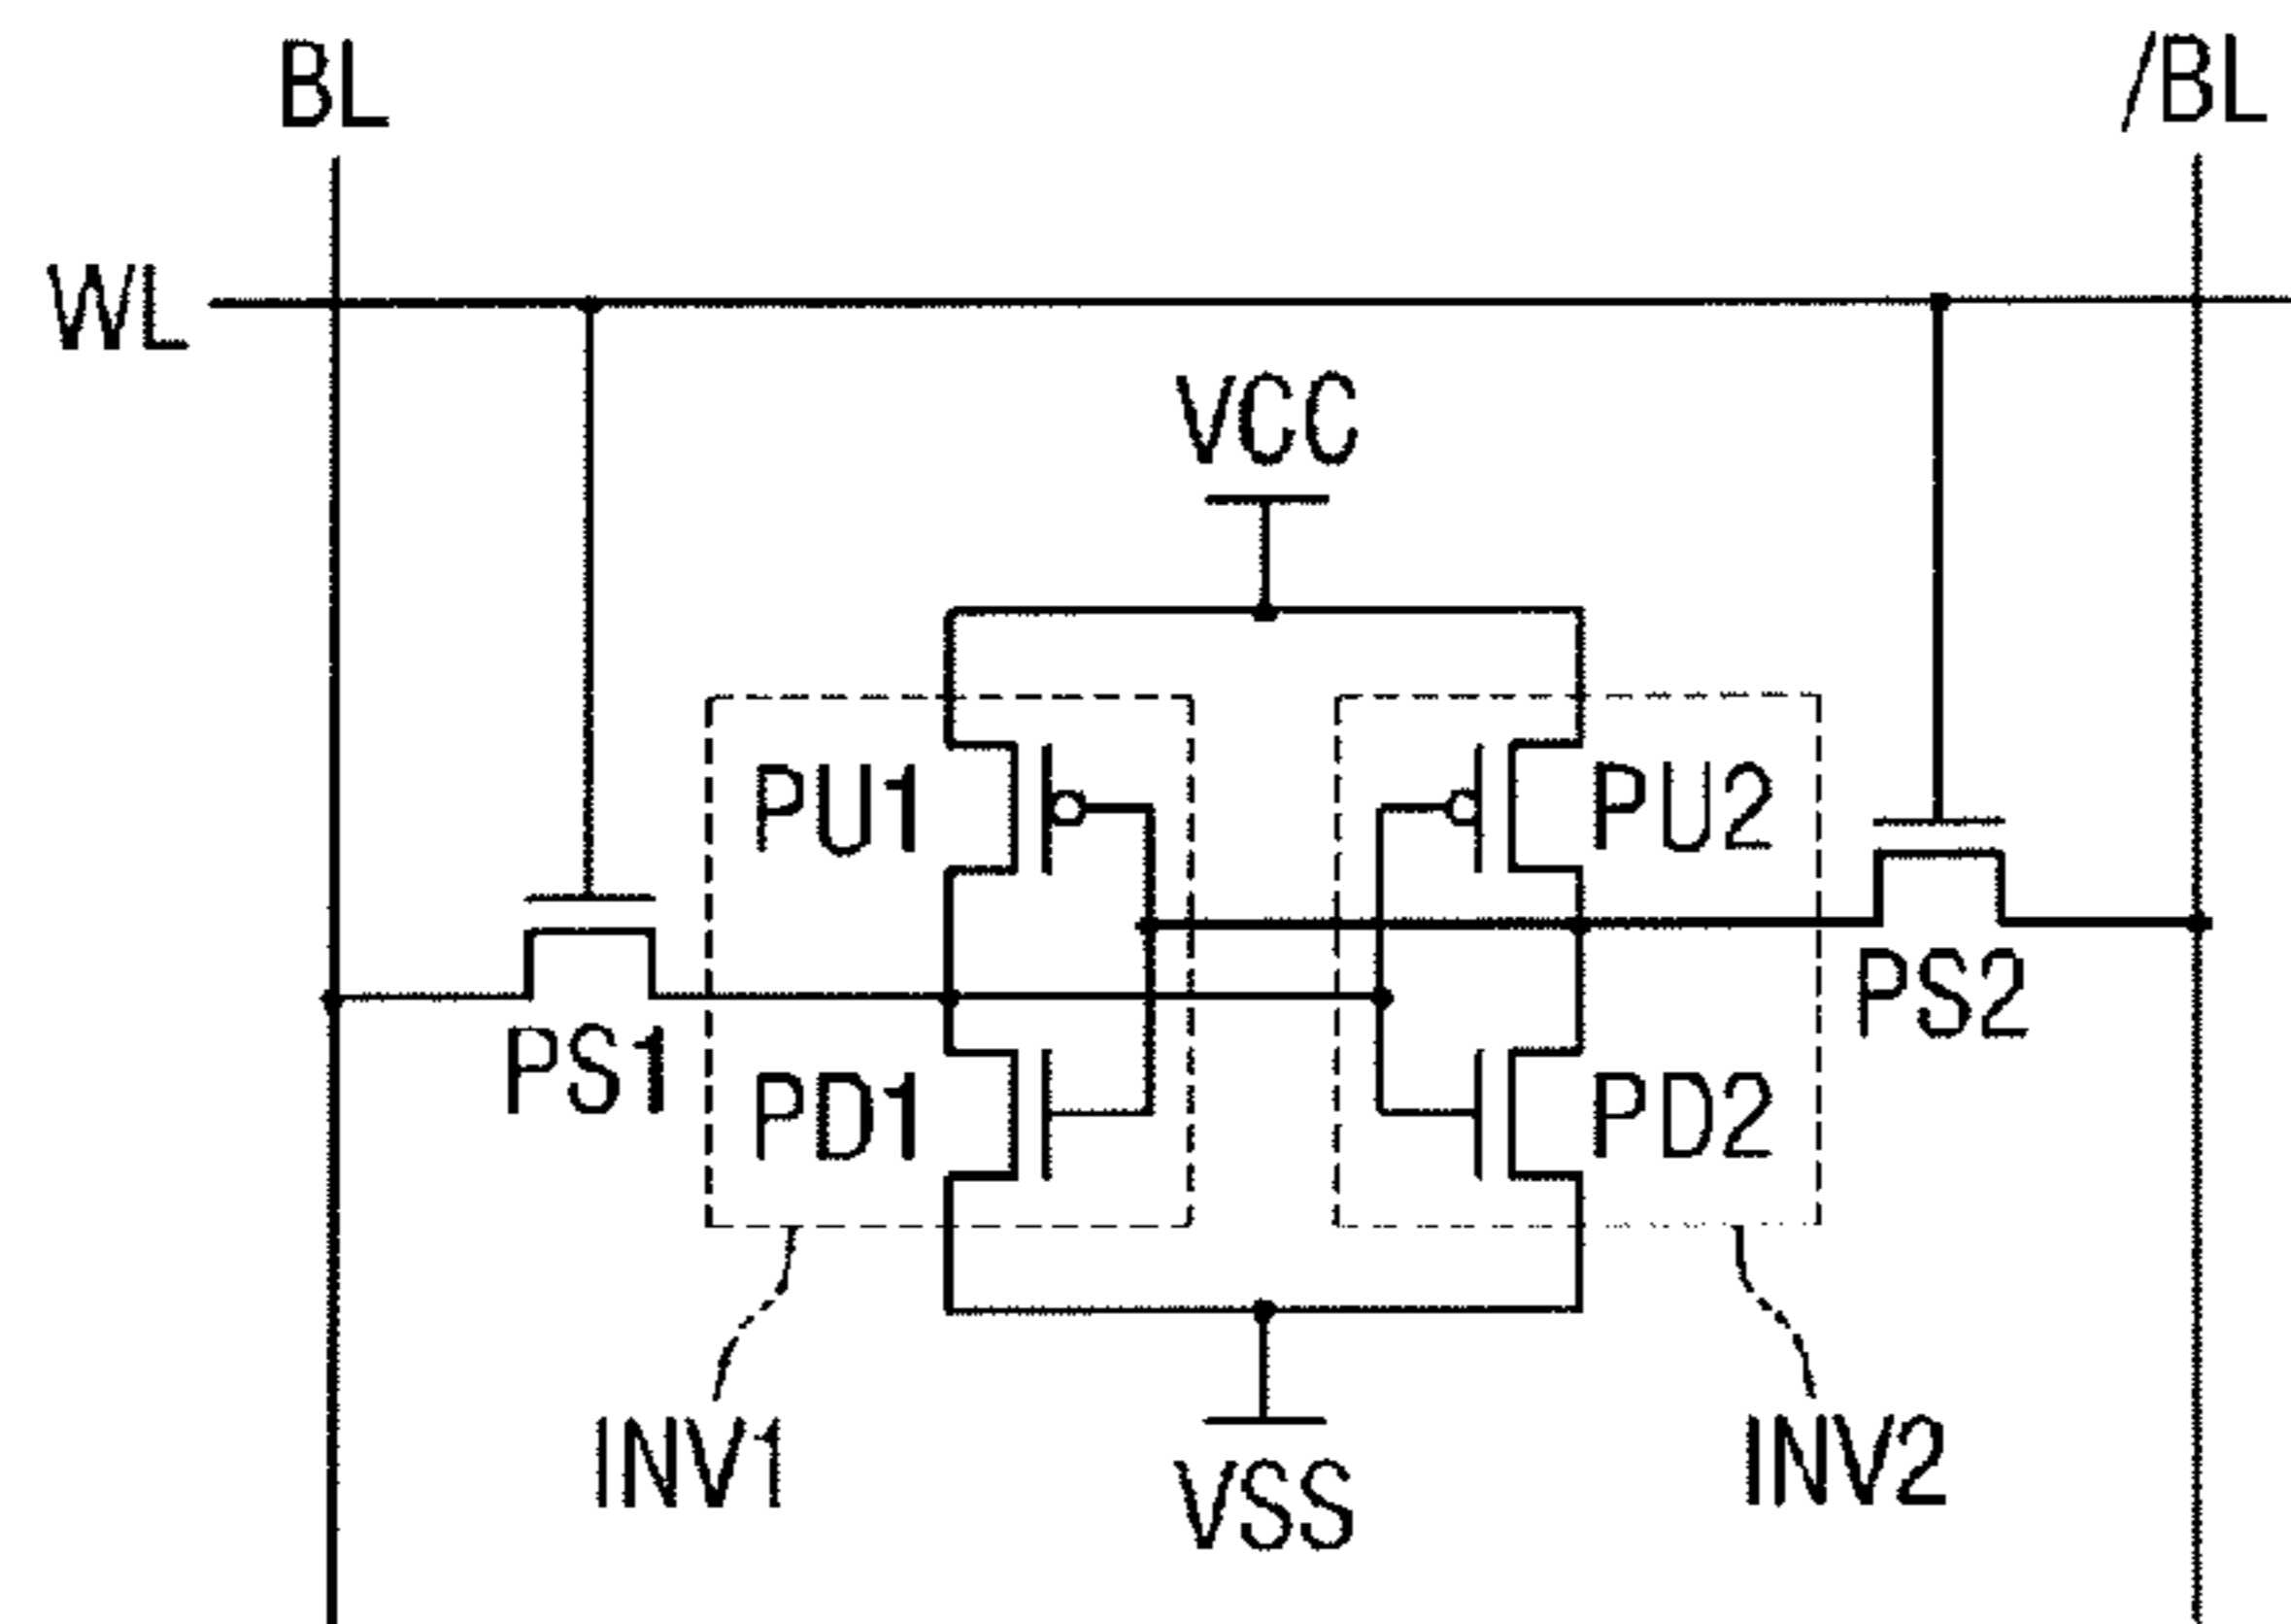 BL
/BL
WL
VCC
PU1
PU2
PS1
PS2
PD1
PD2
INV1
INV2
VSS